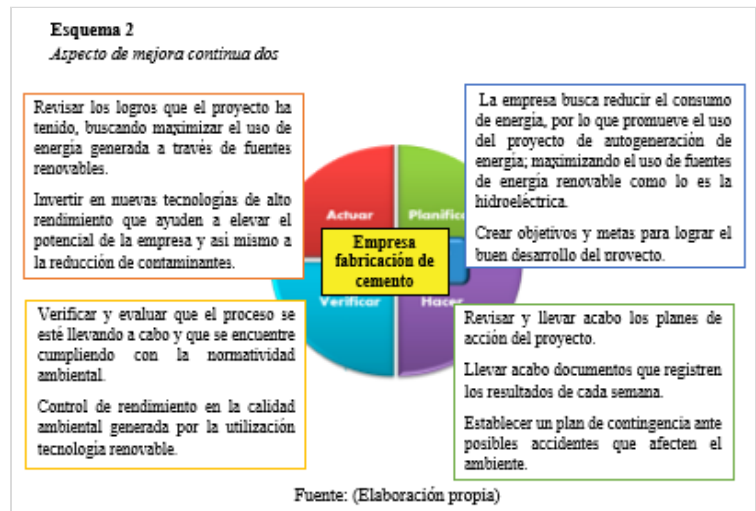 Esquema 2
Aspecto de mejora continua dos
Revisar los logros que el proyecto ha
tenido, buscando maximizar el uso de
energía generada a través de fuentes
renovables.
Invertir en nuevas tecnologías de alto
rendimiento que ayuden a elevar el
potencial de la empresa y asi mismo a
la reducción de contaminantes.
La empresa busca reducir el consumo
de energía, por lo que promueve el uso
del proyecto de autogeneración de
energía; maximizando el uso de fuentes
de energía renovable como lo es la
hidroeléctrica.
Crear objetivos y metas para lograr el
buen desarrollo del proyecto.
Actuar
Planifica
Empresa
fabricación de
cemento
Verificar
Hacer
Verificar y evaluar que el proceso se
esté llevando a cabo y que se encuentre
cumpliendo con la normatividad
ambiental.
Control de rendimiento en la calidad
ambiental generada por la utilización
tecnología renovable.
Revisar y llevar acabo los planes de
acción del proyecto.
Llevar acabo documentos que registren
los resultados de cada semana.
Establecer un plan de contingencia ante
posibles accidentes que afecten el
ambiente.
Fuente: (Elaboración propia)